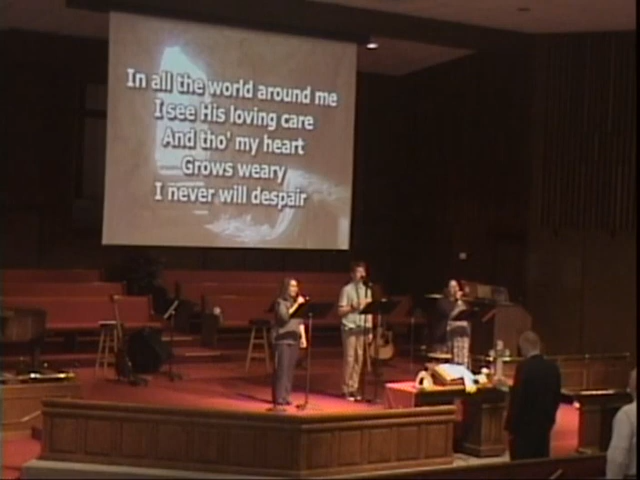 In all the world around me
I see His loving care
And tho' my heart
Grows weary
I never will despair